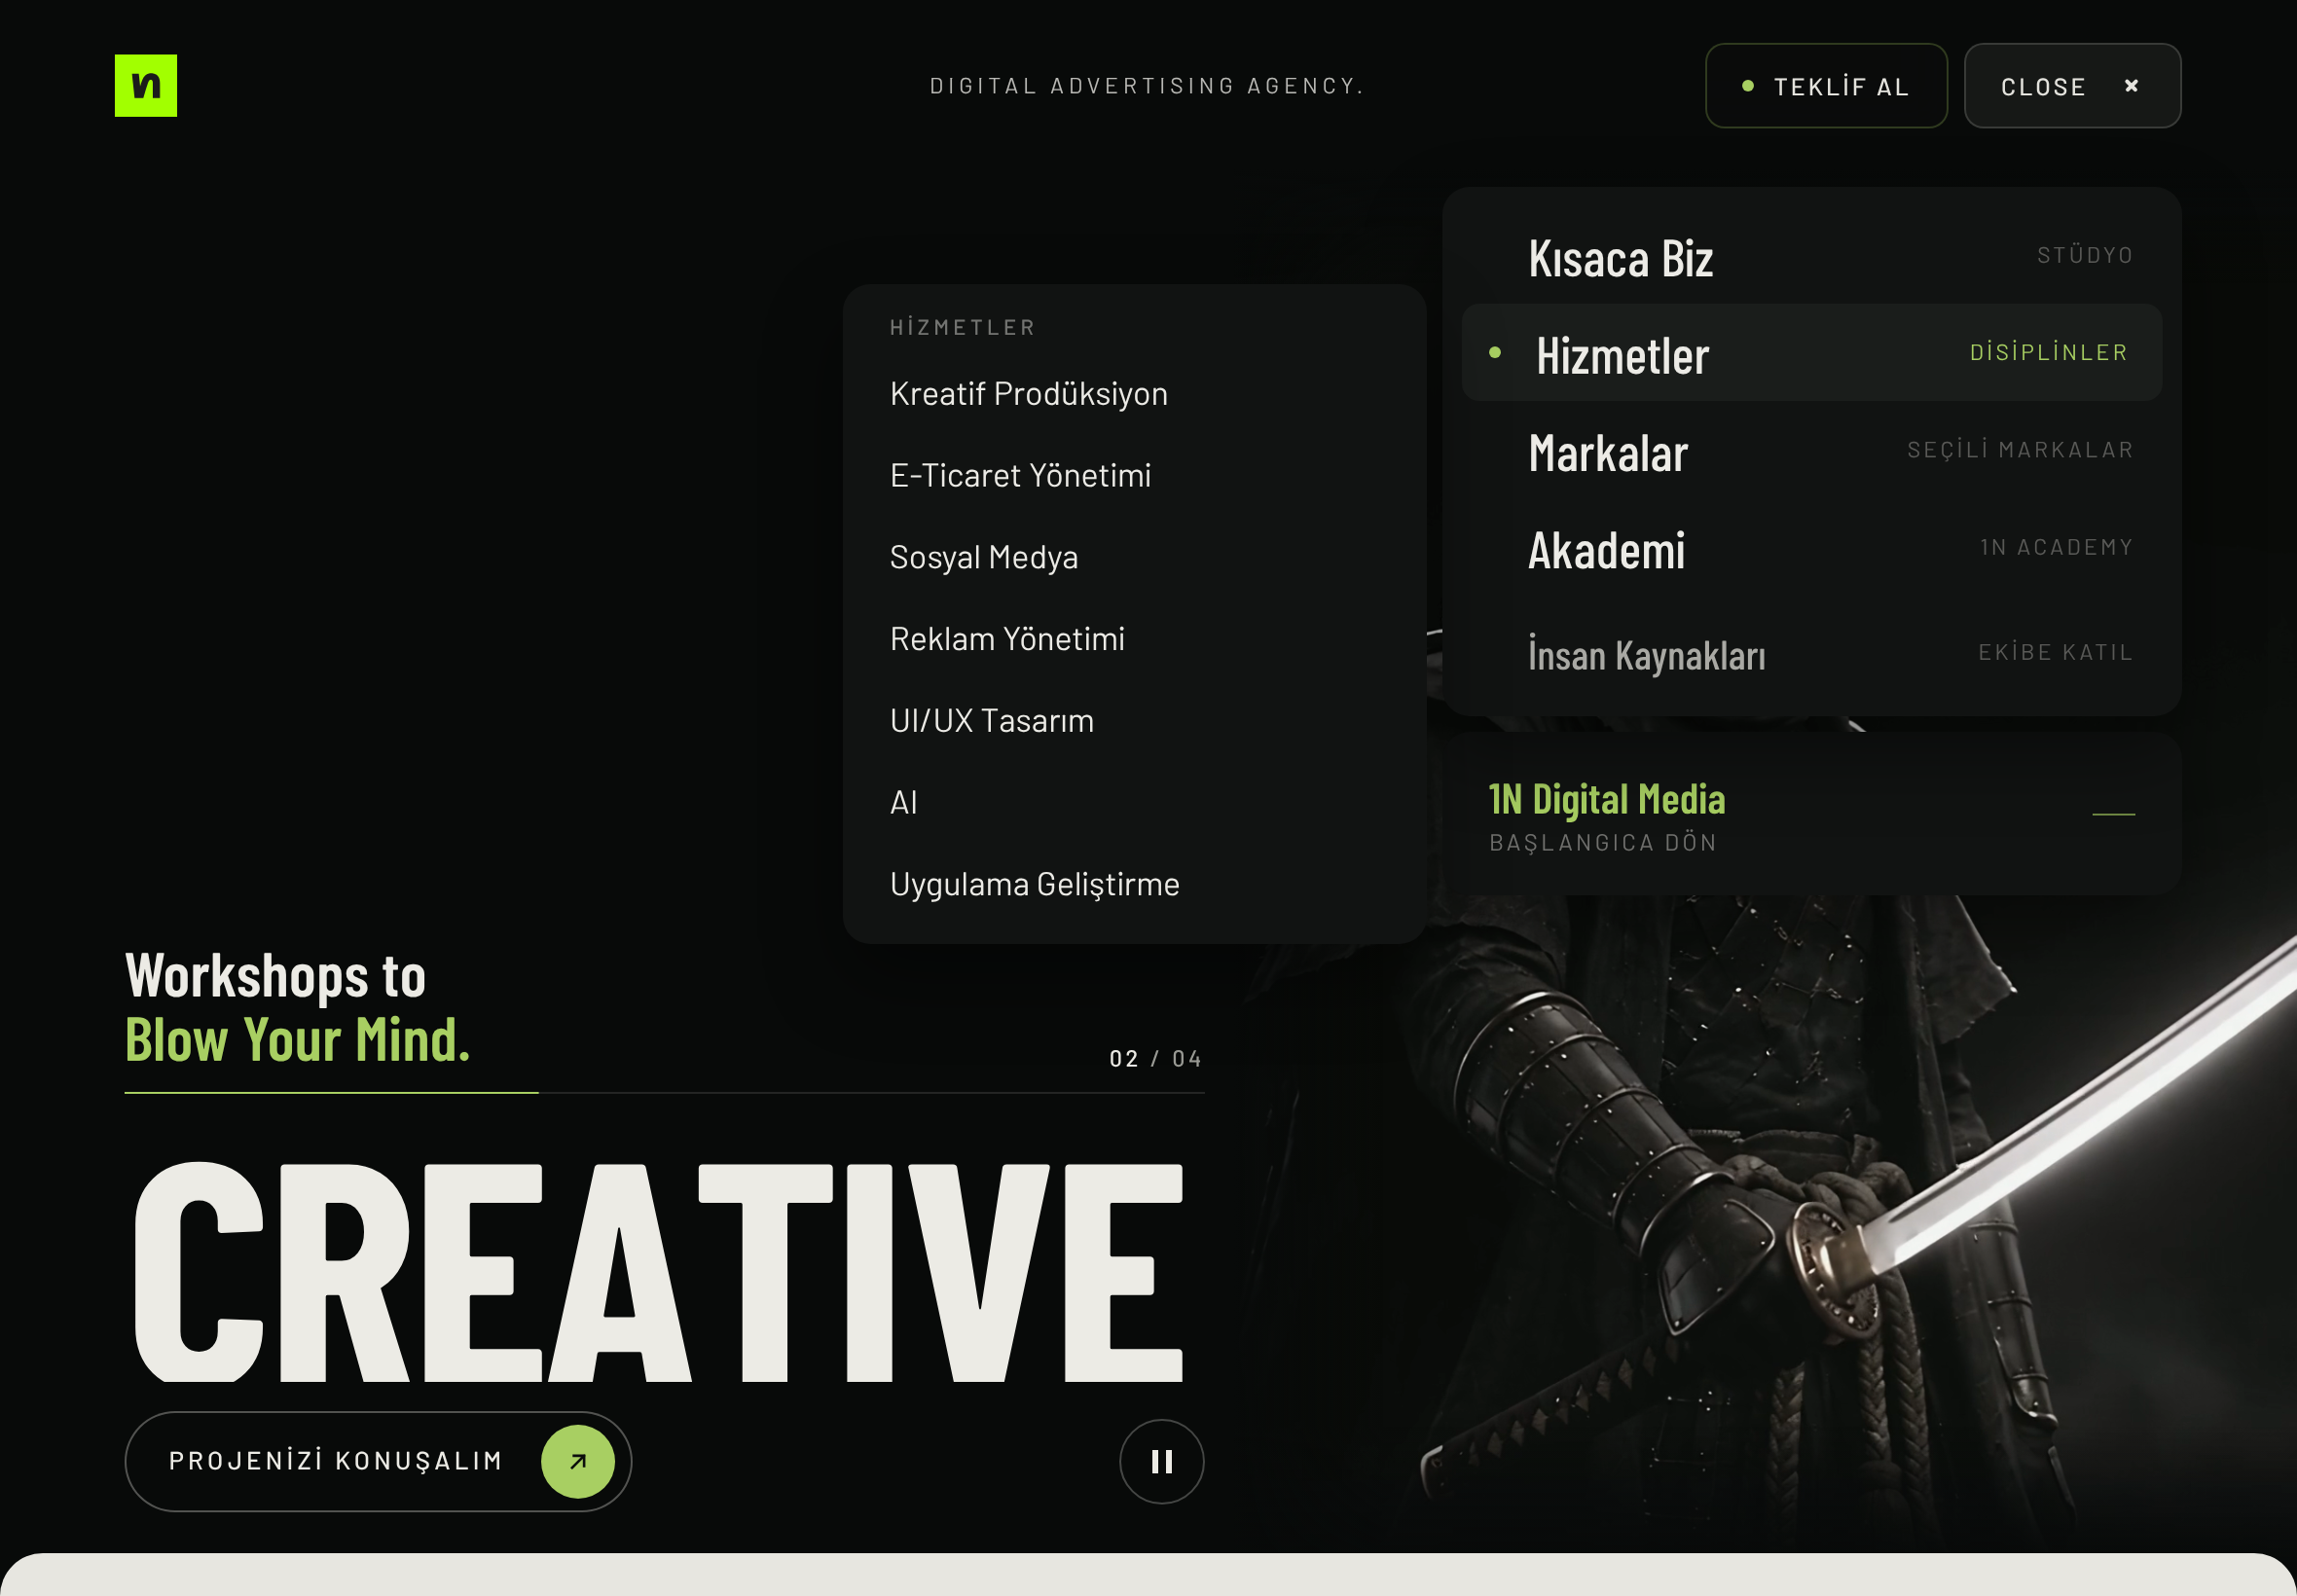 n
DIGITAL ADVERTISING AGENCY.
TEKLİF AL
CLOSE ×
Kısaca Biz
STÜDYO
Hizmetler
DİSİPLİNLER
Markalar
SEÇİLİ MARKALAR
Akademi
1N ACADEMY
İnsan Kaynakları
EKİBE KATIL
1N Digital Media
BAŞLANGICA DÖN
HİZMETLER
Kreatif Prodüksiyon
E-Ticaret Yönetimi
Sosyal Medya
Reklam Yönetimi
UI/UX Tasarım
AI
Uygulama Geliştirme
Workshops to
Blow Your Mind.
02 / 04
CREATIVE
PROJENİZİ KONUŞALIM